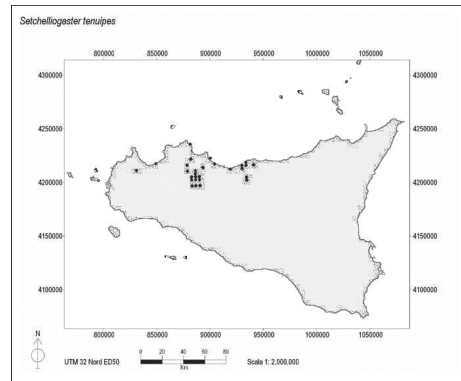 Setchelliogaster tenuipes
800000 850000 900000 950000 1000000 1050000
4300000 4300000
4250000 4250000
4200000 4200000
4150000 4150000
4100000 4100000
800000 850000 900000 950000 1000000 1050000
N
UTM 32 Nord ED50
0 20 40 60 80
Km
Scala 1: 2,000,000